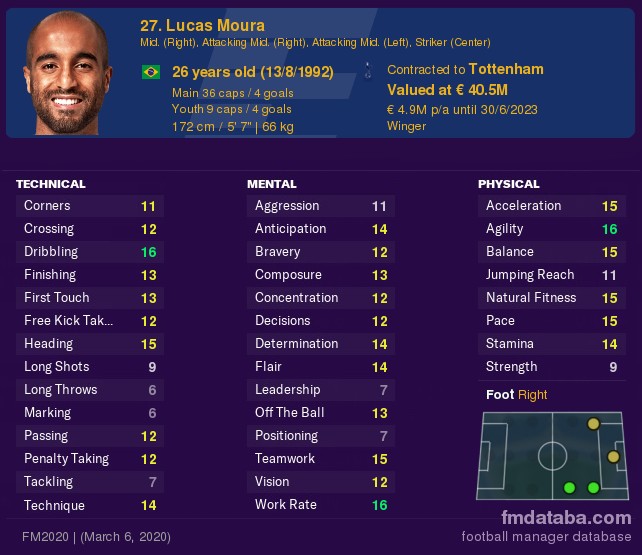 27. Lucas Moura
Mid. (Right), Attacking Mid. (Right), Attacking Mid. (Left), Striker (Center)
26 years old (13/8/1992)
Main 36 caps / 4 goals
Youth 9 caps / 4 goals
172 cm / 5' 7" | 66 kg
Contracted to Tottenham
Valued at € 40.5M
€ 4.9M p/a until 30/6/2023
Winger
TECHNICAL
Corners 11
Crossing 12
Dribbling 16
Finishing 13
First Touch 13
Free Kick Tak... 12
Heading 15
Long Shots 9
Long Throws 6
Marking 6
Passing 12
Penalty Taking 12
Tackling 7
Technique 14
MENTAL
Aggression 11
Anticipation 14
Bravery 12
Composure 13
Concentration 12
Decisions 12
Determination 14
Flair 14
Leadership 7
Off The Ball 13
Positioning 7
Teamwork 15
Vision 12
Work Rate 16
PHYSICAL
Acceleration 15
Agility 16
Balance 15
Jumping Reach 11
Natural Fitness 15
Pace 15
Stamina 14
Strength 9
Foot Right
FM2020 | (March 6, 2020)
fmdataba.com
football manager database